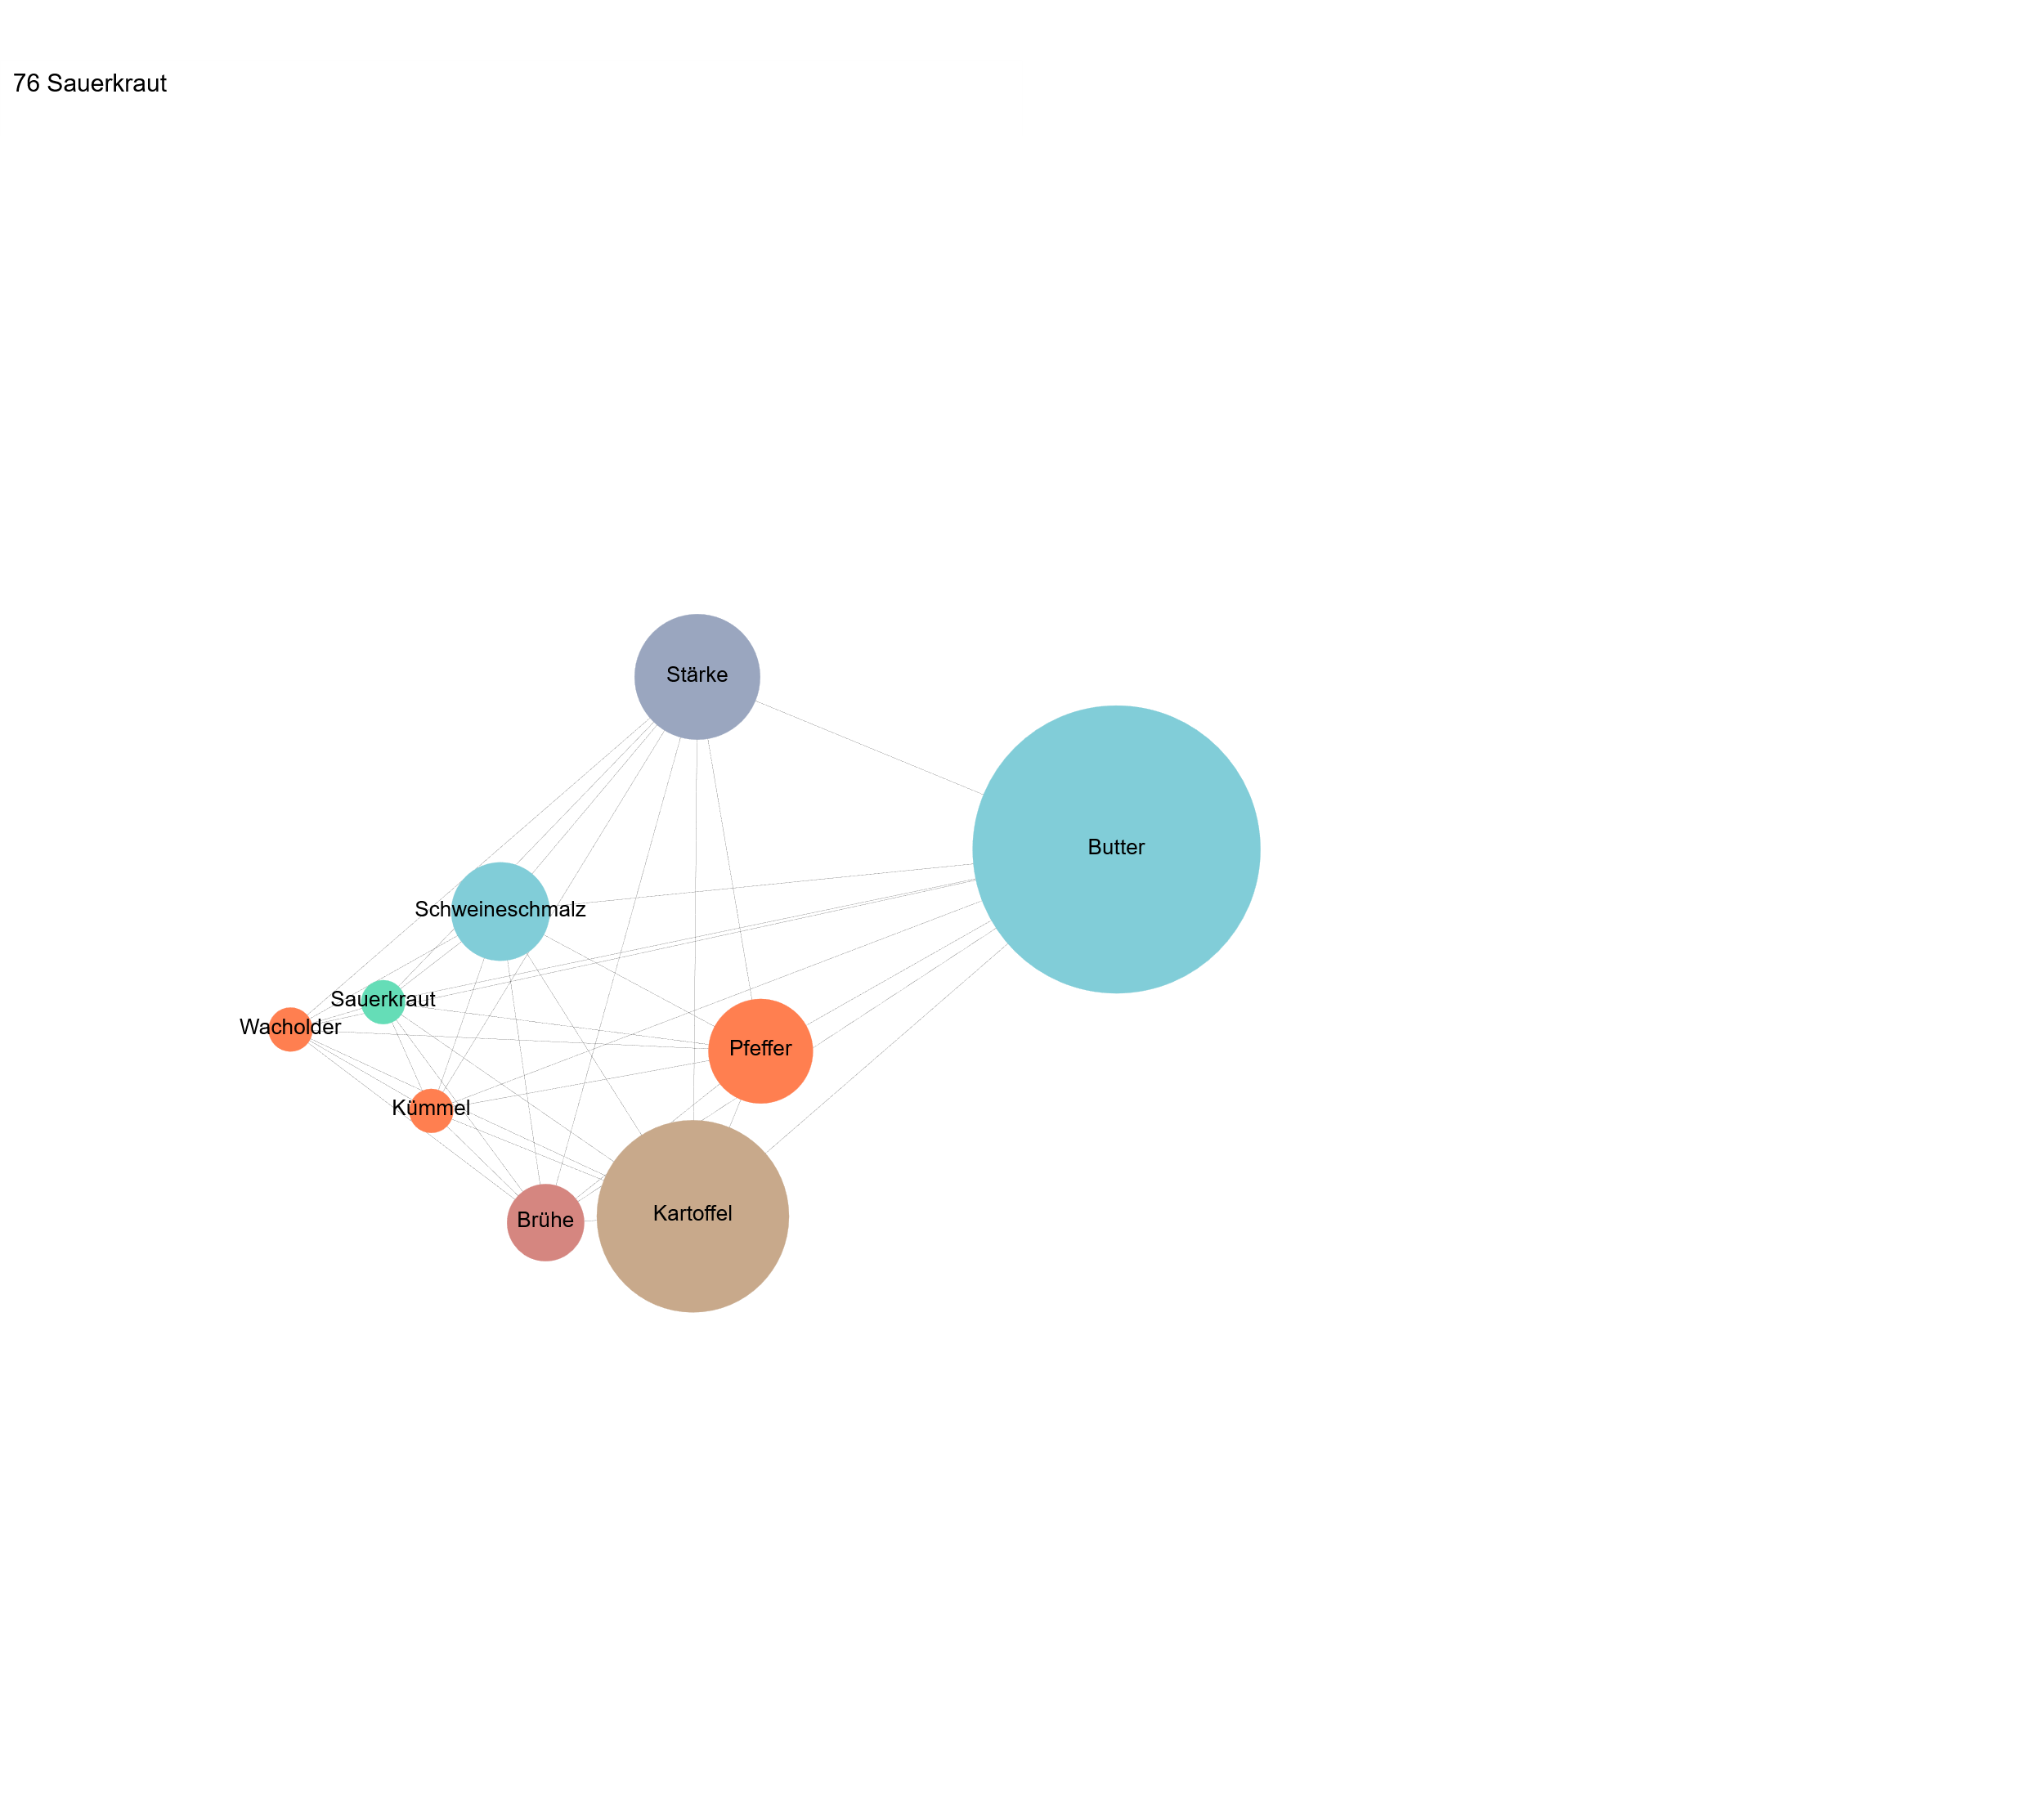 76 Sauerkraut
Stärke
Butter
Schweineschmalz
Sauerkraut
Wacholder
Pfeffer
Kümmel
Kartoffel
Brühe